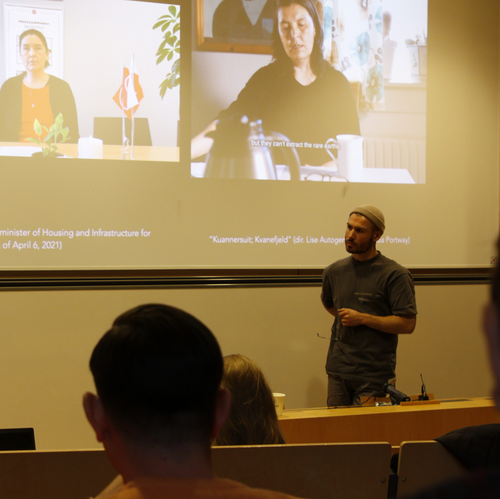 but they can't extract the rare earths
minister of Housing and Infrastructure for
of April 6, 2021)
"Kuannersuit; Kvanefjeld" (dir. Lise Autogena
Portway)